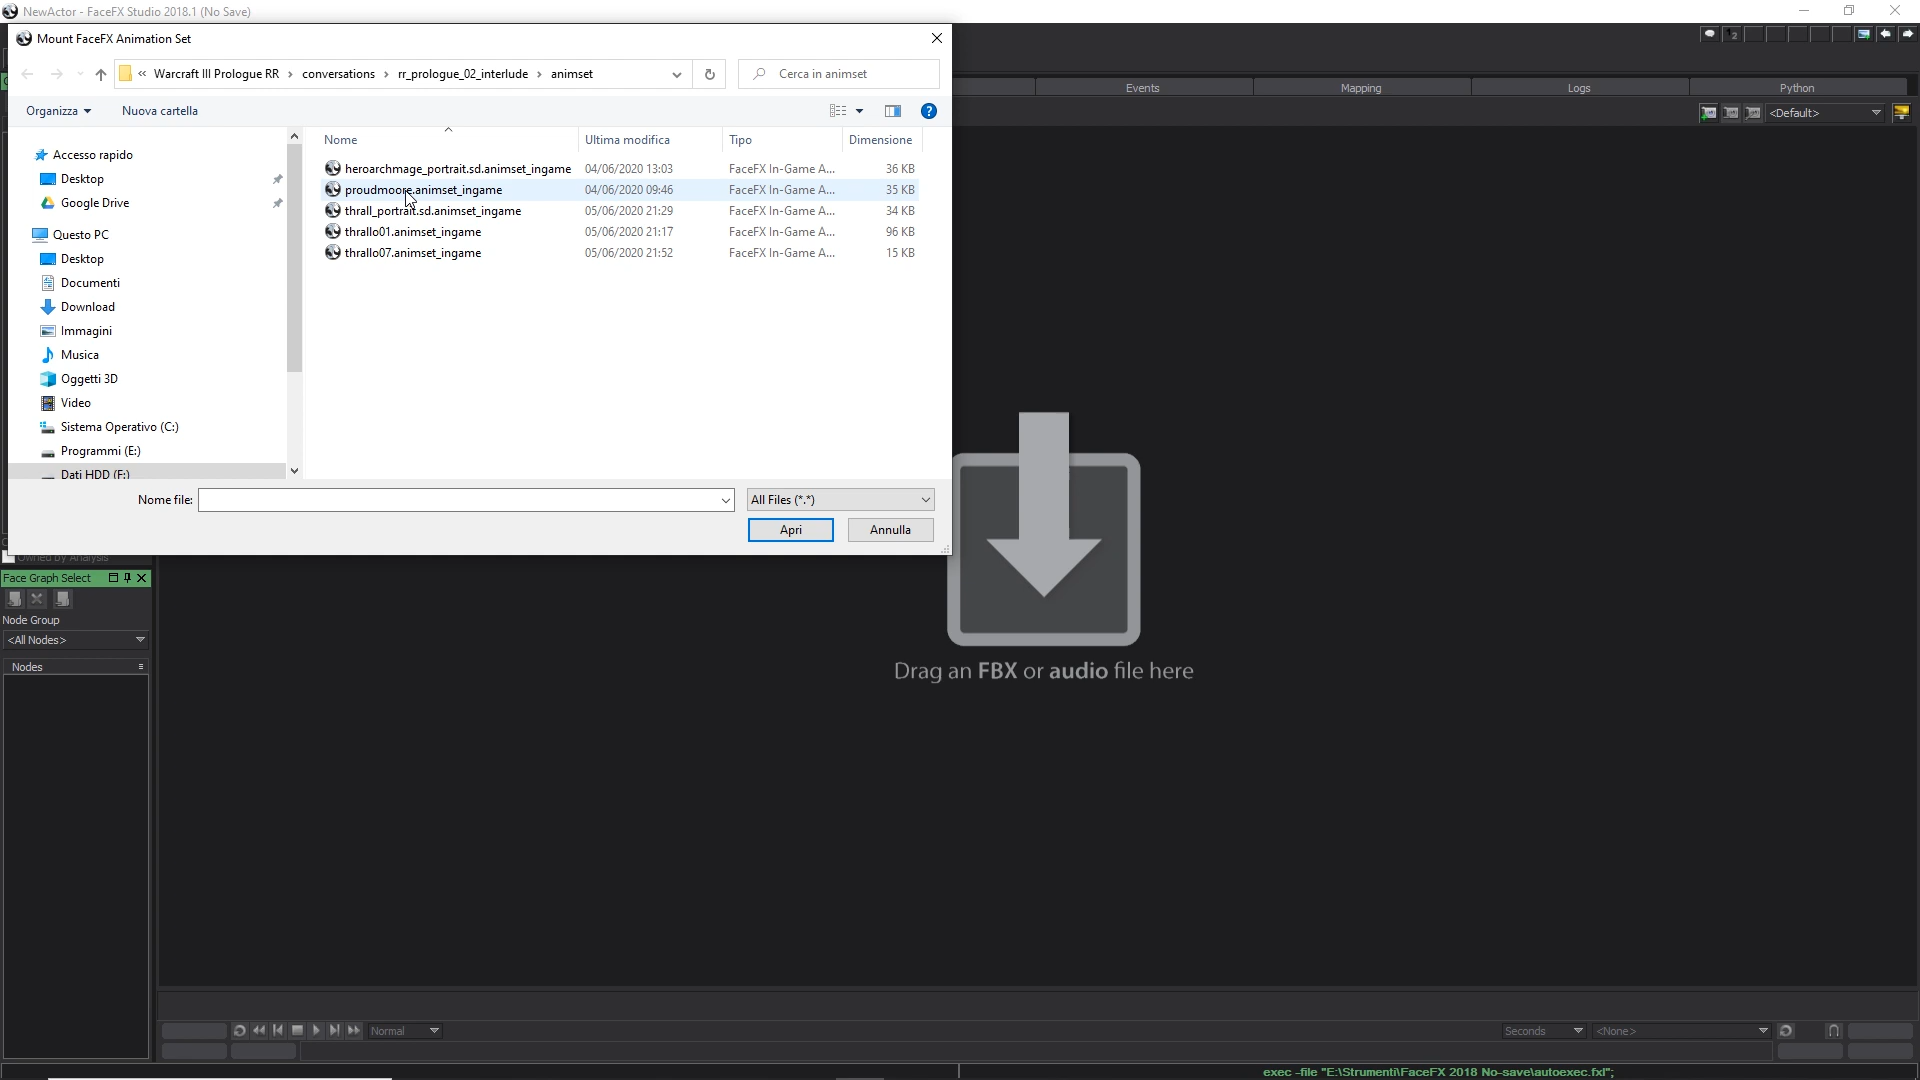 NewActor - FaceFX Studio 2018.1 (No Save)
Mount FaceFX Animation Set
« Warcraft III Prologue RR › conversations › rr_prologue_02_interlude › animset
Cerca in animset
Organizza
Nuova cartella
Events
Mapping
Logs
Python
<Default>
Nome
Ultima modifica
Tipo
Dimensione
heroarchmage_portrait.sd.animset_ingame 04/06/2020 13:03 FaceFX In-Game A... 36 KB
proudmoore.animset_ingame 04/06/2020 09:46 FaceFX In-Game A... 35 KB
thrall_portrait.sd.animset_ingame 05/06/2020 21:29 FaceFX In-Game A... 34 KB
thrallo01.animset_ingame 05/06/2020 21:17 FaceFX In-Game A... 96 KB
thrallo07.animset_ingame 05/06/2020 21:52 FaceFX In-Game A... 15 KB
Accesso rapido
Desktop
Google Drive
Questo PC
Desktop
Documenti
Download
Immagini
Musica
Oggetti 3D
Video
Sistema Operativo (C:)
Programmi (E:)
Dati HDD (F:)
Nome file:
All Files (*.*)
Apri
Annulla
Owned by Analysis
Face Graph Select
Node Group
<All Nodes>
Nodes
Drag an FBX or audio file here
Normal
Seconds
<None>
exec -file "E:\Strumenti\FaceFX 2018 No-save\autoexec.fxl";